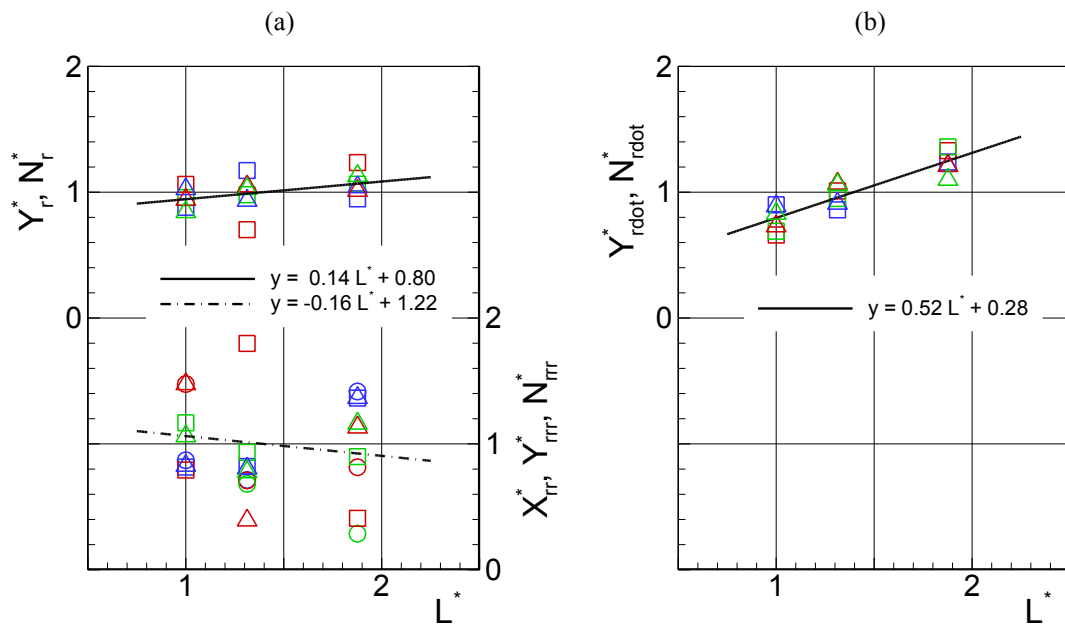 (a)
(b)
2
1
0
Y*r, N*r
y = 0.14 L* + 0.80
y = -0.16 L* + 1.22
2
1
0
X*rr, Y*rrr, N*rrr
1
2
L*
2
1
0
Y*rdot, N*rdot
y = 0.52 L* + 0.28
1
2
L*